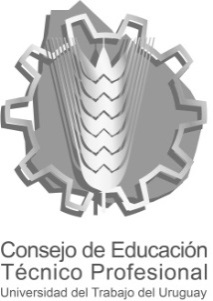 Consejo de Educación
Técnico Profesional
Universidad del Trabajo del Uruguay